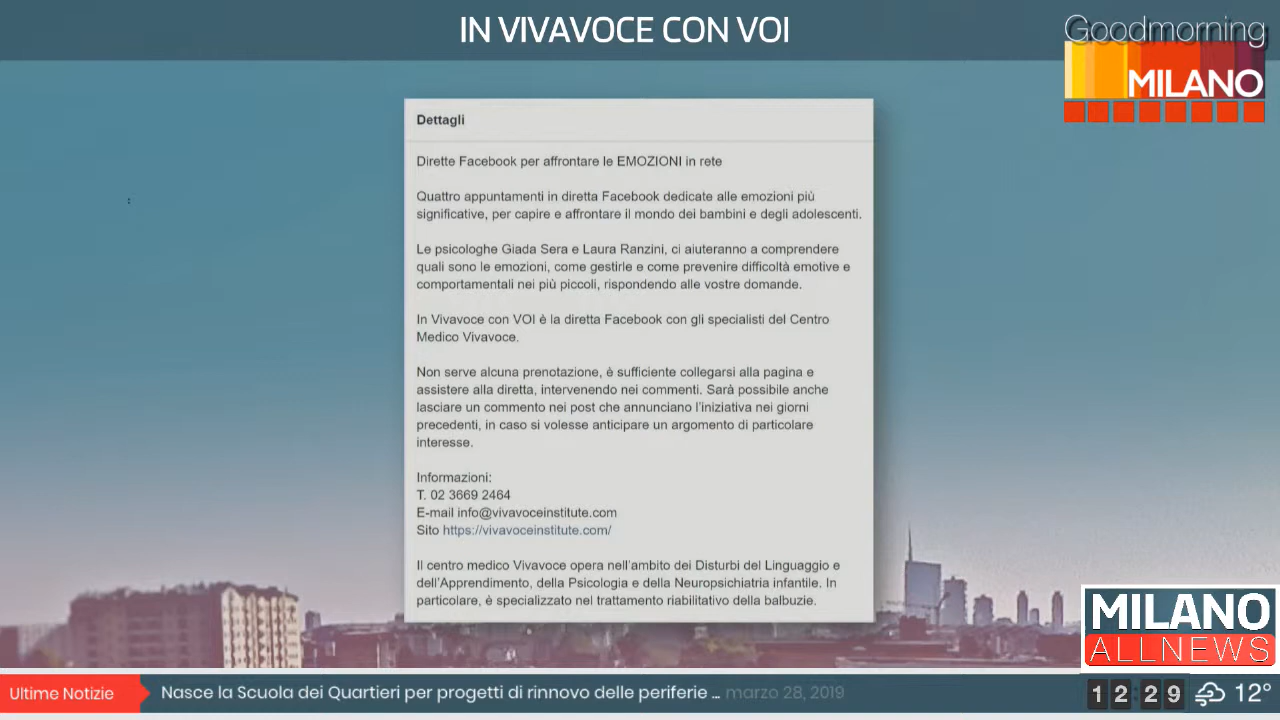 IN VIVAVOCE CON VOI
Goodmorning
MILANO
Dettagli
Dirette Facebook per affrontare le EMOZIONI in rete
Quattro appuntamenti in diretta Facebook dedicate alle emozioni più
significative, per capire e affrontare il mondo dei bambini e degli adolescenti.
Le psicologhe Giada Sera e Laura Ranzini, ci aiuteranno a comprendere
quali sono le emozioni, come gestirle e come prevenire difficoltà emotive e
comportamentali nei più piccoli, rispondendo alle vostre domande.
In Vivavoce con VOI è la diretta Facebook con gli specialisti del Centro
Medico Vivavoce.
Non serve alcuna prenotazione, è sufficiente collegarsi alla pagina e
assistere alla diretta, intervenendo nei commenti. Sarà possibile anche
lasciare un commento nei post che annunciano l'iniziativa nei giorni
precedenti, in caso si volesse anticipare un argomento di particolare
interesse.
Informazioni:
T. 02 3669 2464
E-mail info@vivavoceinstitute.com
Sito https://vivavoceinstitute.com/
Il centro medico Vivavoce opera nell'ambito dei Disturbi del Linguaggio e
dell'Apprendimento, della Psicologia e della Neuropsichiatria infantile. In
particolare, è specializzato nel trattamento riabilitativo della balbuzie.
MILANO
ALLNEWS
Ultime Notizie
Nasce la Scuola dei Quartieri per progetti di rinnovo delle periferie ... marzo 28, 2019
12:29
12°